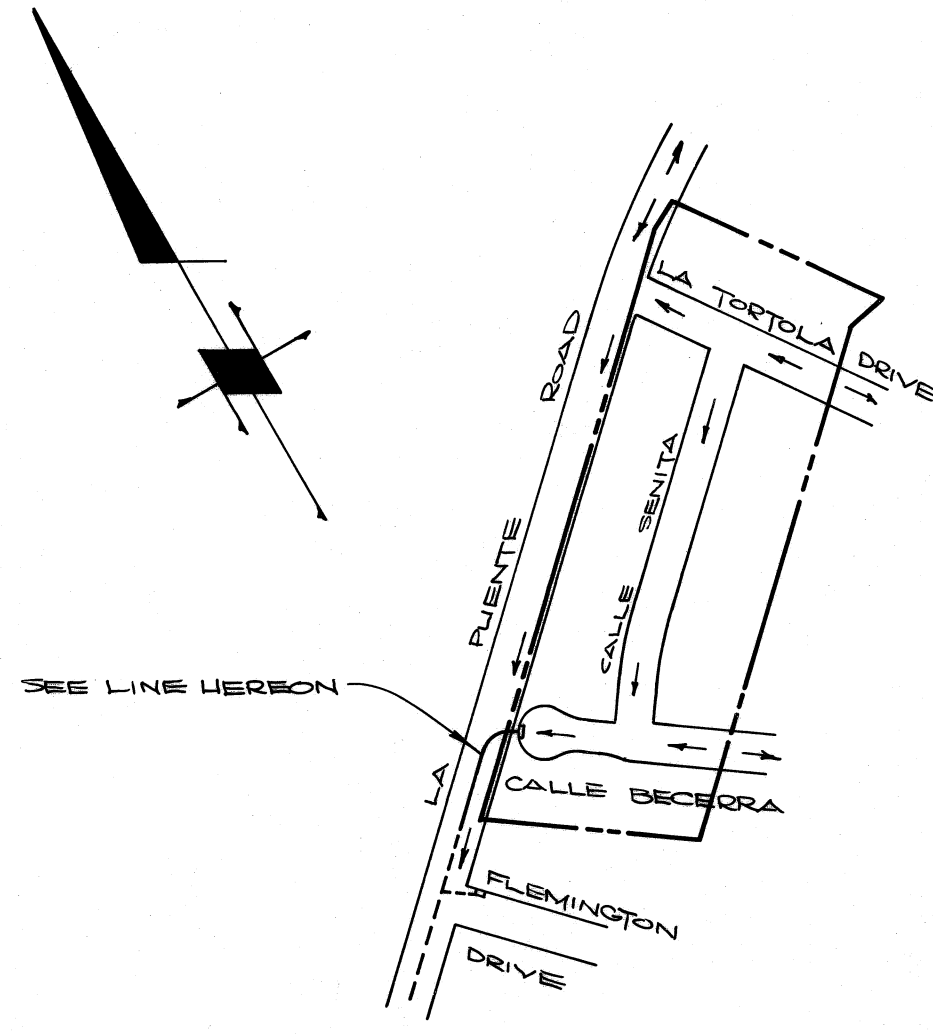 LA TORTOLA DRIVE
LA PUENTE ROAD
CALLE SENITA
SEE LINE HEREON
CALLE BECERRA
FLEMINGTON
DRIVE